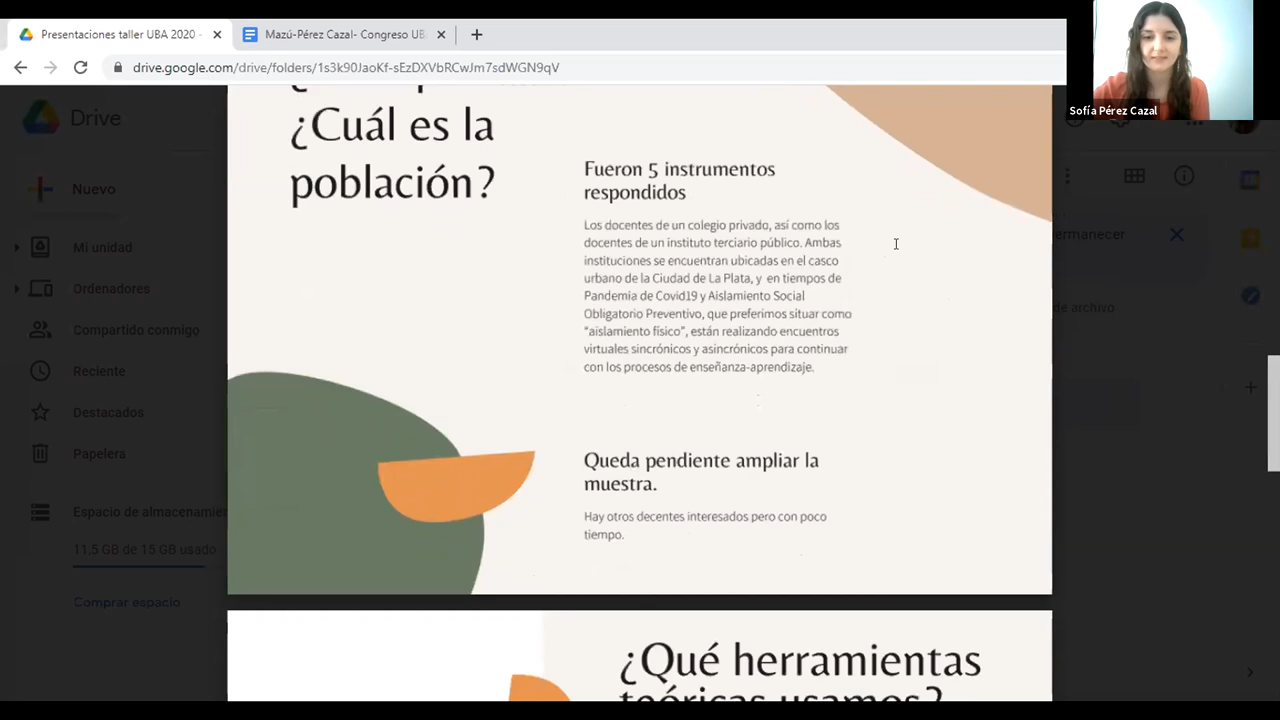 Presentaciones taller UBA 2020 -
Mazú-Pérez Cazal- Congreso UB
drive.google.com/drive/folders/1s3k90JaoKf-sEzDXVbRCwJm7sdWGN9qV
Sofía Pérez Cazal
Drive
Nuevo
Mi unidad
Ordenadores
Compartido conmigo
Reciente
Destacados
Papelera
Espacio de almacenamie
11,5 GB de 15 GB usado
Comprar espacio
¿Cuál es la
población?
Fueron 5 instrumentos
respondidos
Los docentes de un colegio privado, así como los
docentes de un instituto terciario público. Ambas
instituciones se encuentran ubicadas en el casco
urbano de la Ciudad de La Plata, y en tiempos de
Pandemia de Covid19 y Aislamiento Social
Obligatorio Preventivo, que preferimos situar como
“aislamiento físico”, están realizando encuentros
virtuales sincrónicos y asincrónicos para continuar
con los procesos de enseñanza-aprendizaje.
Queda pendiente ampliar la
muestra.
Hay otros decentes interesados pero con poco
tiempo.
ermanecer
de archivo
¿Qué herramientas
teóricas usamos?